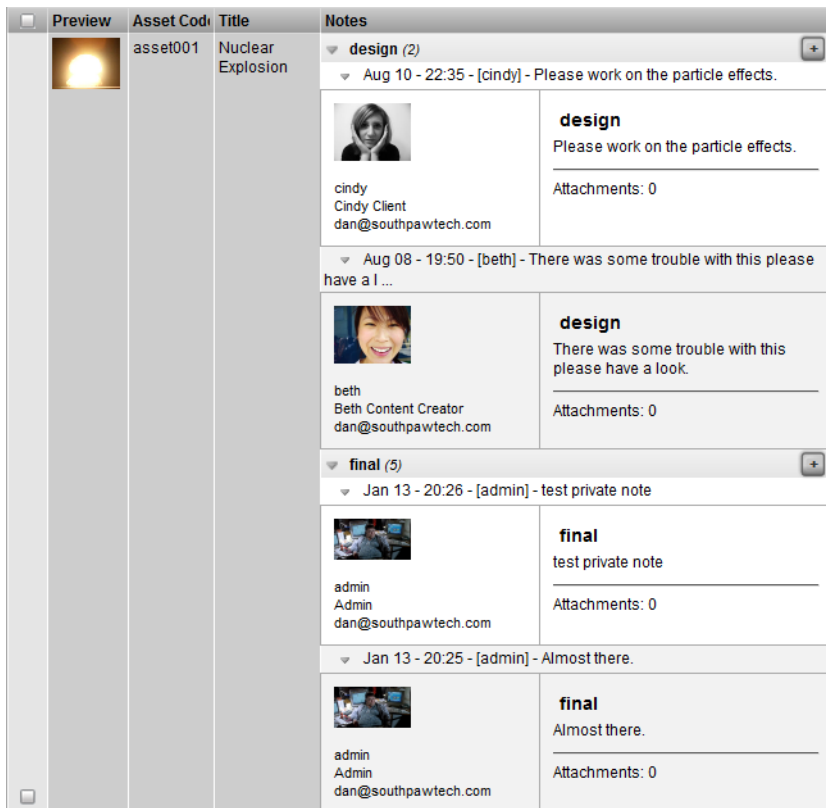 Preview Asset Code Title Notes
asset001 Nuclear Explosion
design (2) +
Aug 10 - 22:35 - [cindy] - Please work on the particle effects.
design
Please work on the particle effects.
cindy
Cindy Client
dan@southpawtech.com
Attachments: 0
Aug 08 - 19:50 - [beth] - There was some trouble with this please
have a l ...
design
There was some trouble with this
please have a look.
beth
Beth Content Creator
dan@southpawtech.com
Attachments: 0
final (5) +
Jan 13 - 20:26 - [admin] - test private note
final
test private note
admin
Admin
dan@southpawtech.com
Attachments: 0
Jan 13 - 20:25 - [admin] - Almost there.
final
Almost there.
admin
Admin
dan@southpawtech.com
Attachments: 0